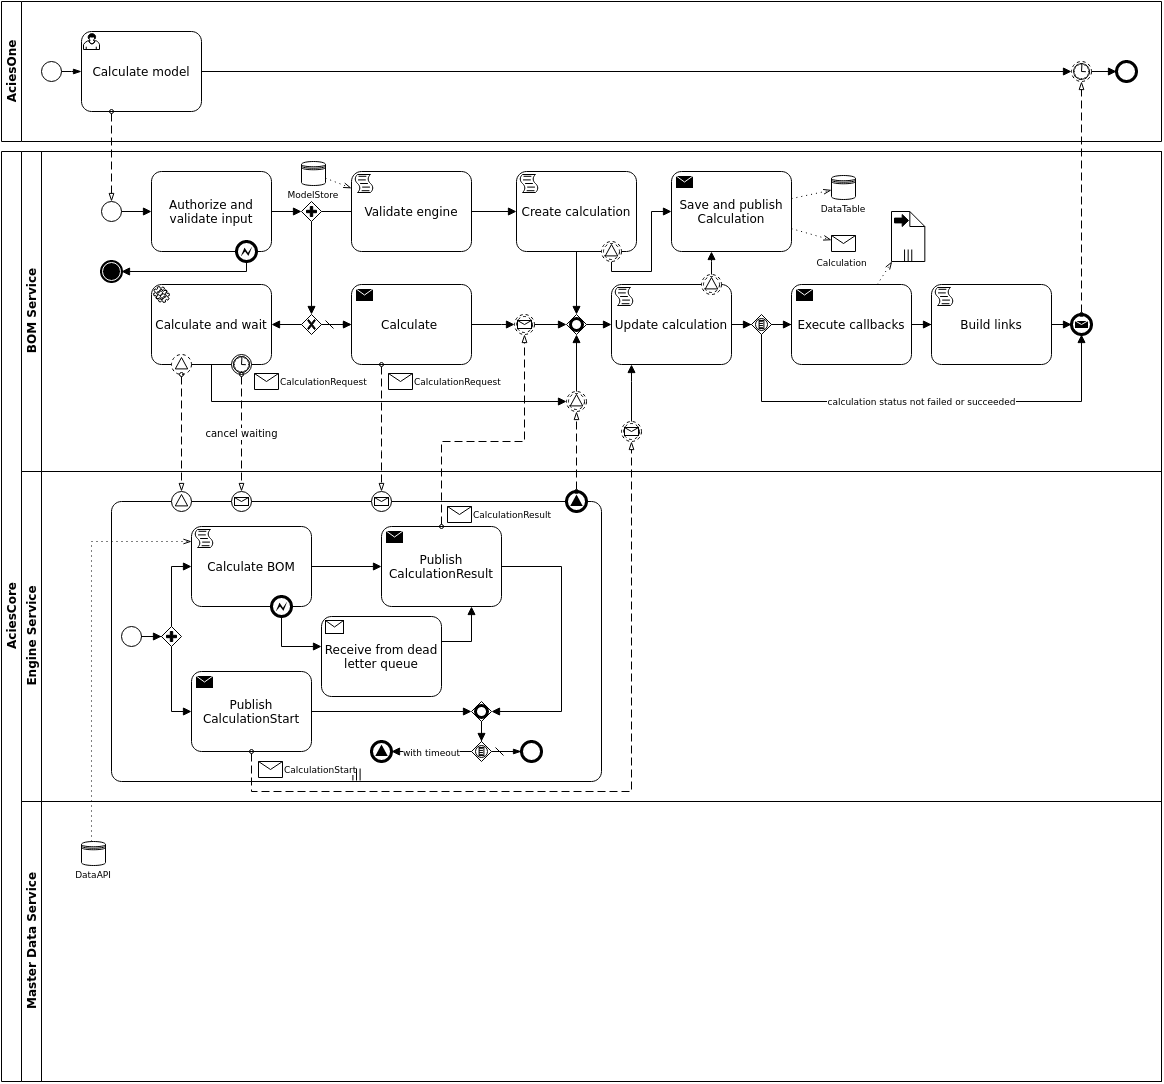 AciesOne
Calculate model
AciesCore
BOM Service
Authorize and
validate input
ModelStore
Validate engine
Create calculation
Save and publish
Calculation
DataTable
Calculation
Calculate and wait
Calculate
Update calculation
Execute callbacks
Build links
CalculationRequest
CalculationRequest
calculation status not failed or succeeded
cancel waiting
Engine Service
CalculationResult
Calculate BOM
Publish
CalculationResult
Receive from dead
letter queue
Publish
CalculationStart
with timeout
CalculationStart
Master Data Service
DataAPI